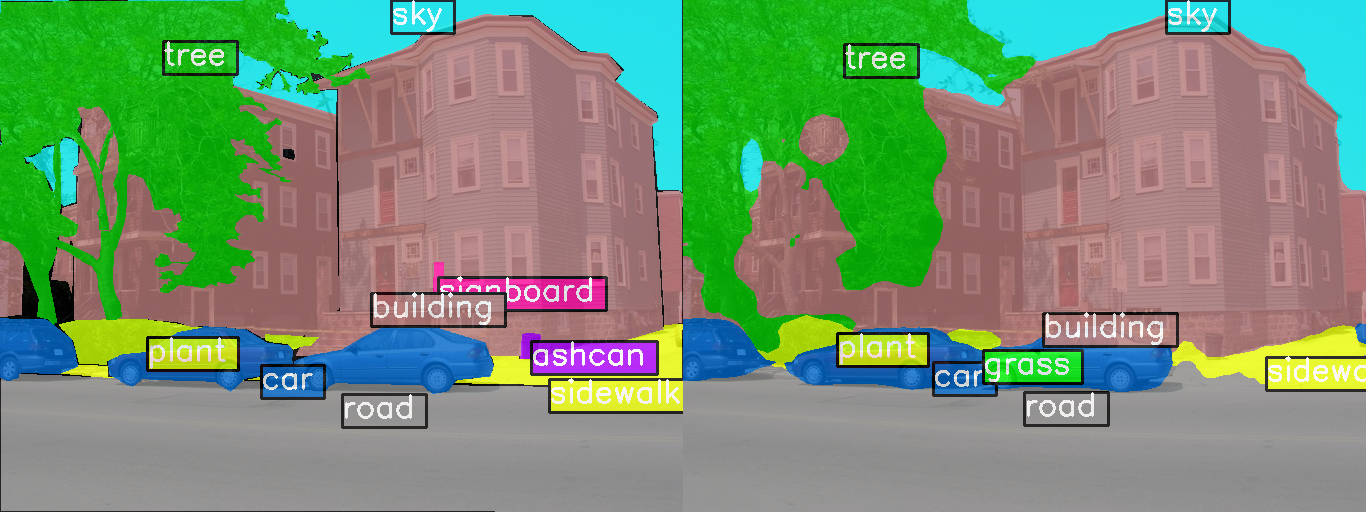 sky
tree
signboard
building
plant
ashcan
car
sidewalk
road
sky
tree
building
plant
grass
car
sidewa
road